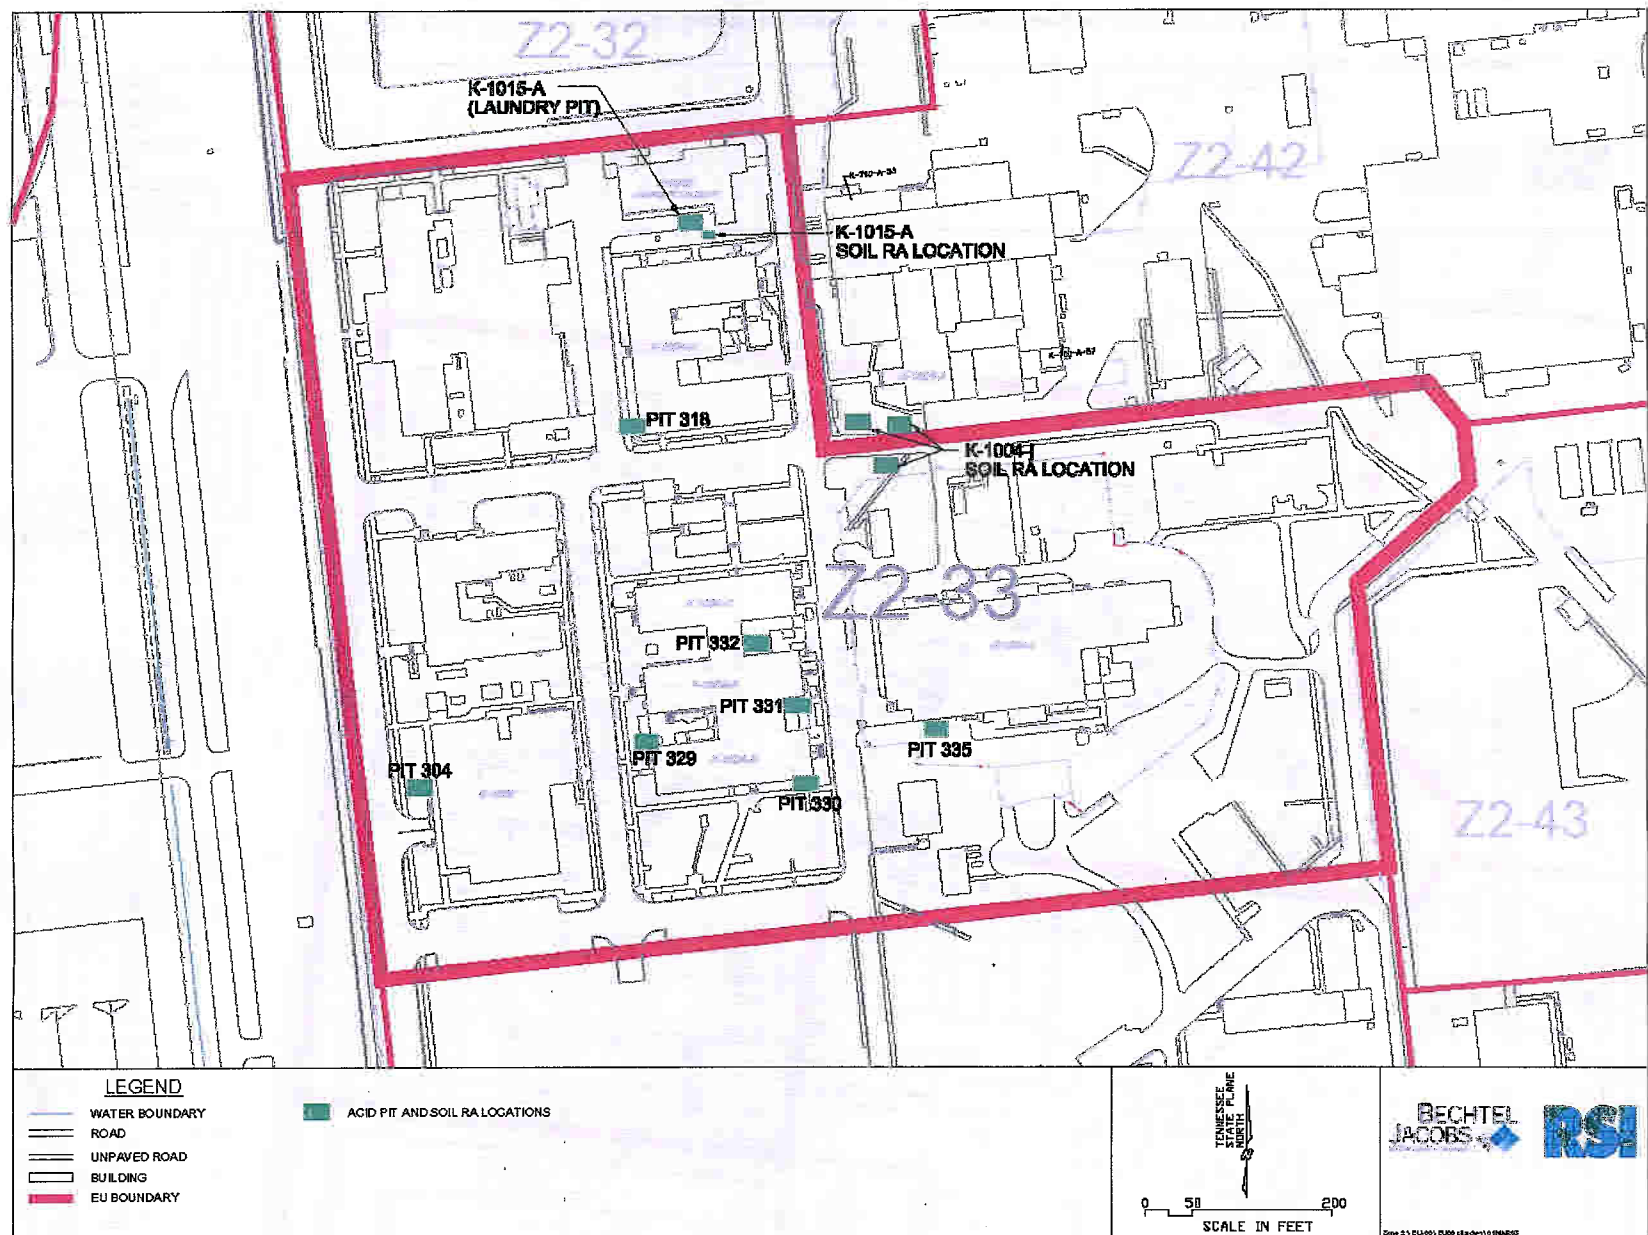 Z2-32
K-1015-A
(LAUNDRY PIT)
Z2-42
K-1015-A
SOIL RA LOCATION
PIT 318
K-1004-J
SOIL RA LOCATION
Z2-33
PIT 332
PIT 331
PIT 329
PIT 335
PIT 304
PIT 330
Z2-43
LEGEND
WATER BOUNDARY
ROAD
UNPAVED ROAD
BUILDING
EU BOUNDARY
ACID PIT AND SOIL RA LOCATIONS
TENNESSEE
STATE PLANE
NORTH
0 50 200
SCALE IN FEET
BECHTEL
JACOBS
RSI